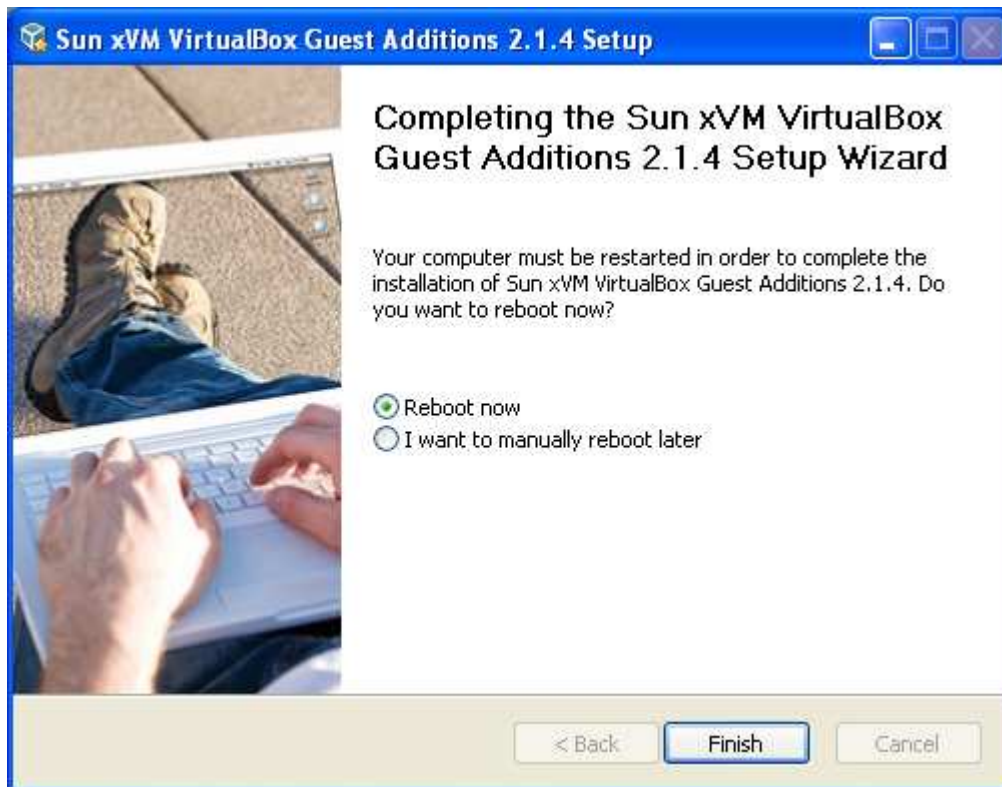 Sun xVM VirtualBox Guest Additions 2.1.4 Setup
Completing the Sun xVM VirtualBox
Guest Additions 2.1.4 Setup Wizard
Your computer must be restarted in order to complete the
installation of Sun xVM VirtualBox Guest Additions 2.1.4. Do
you want to reboot now?
Reboot now
I want to manually reboot later
< Back
Finish
Cancel